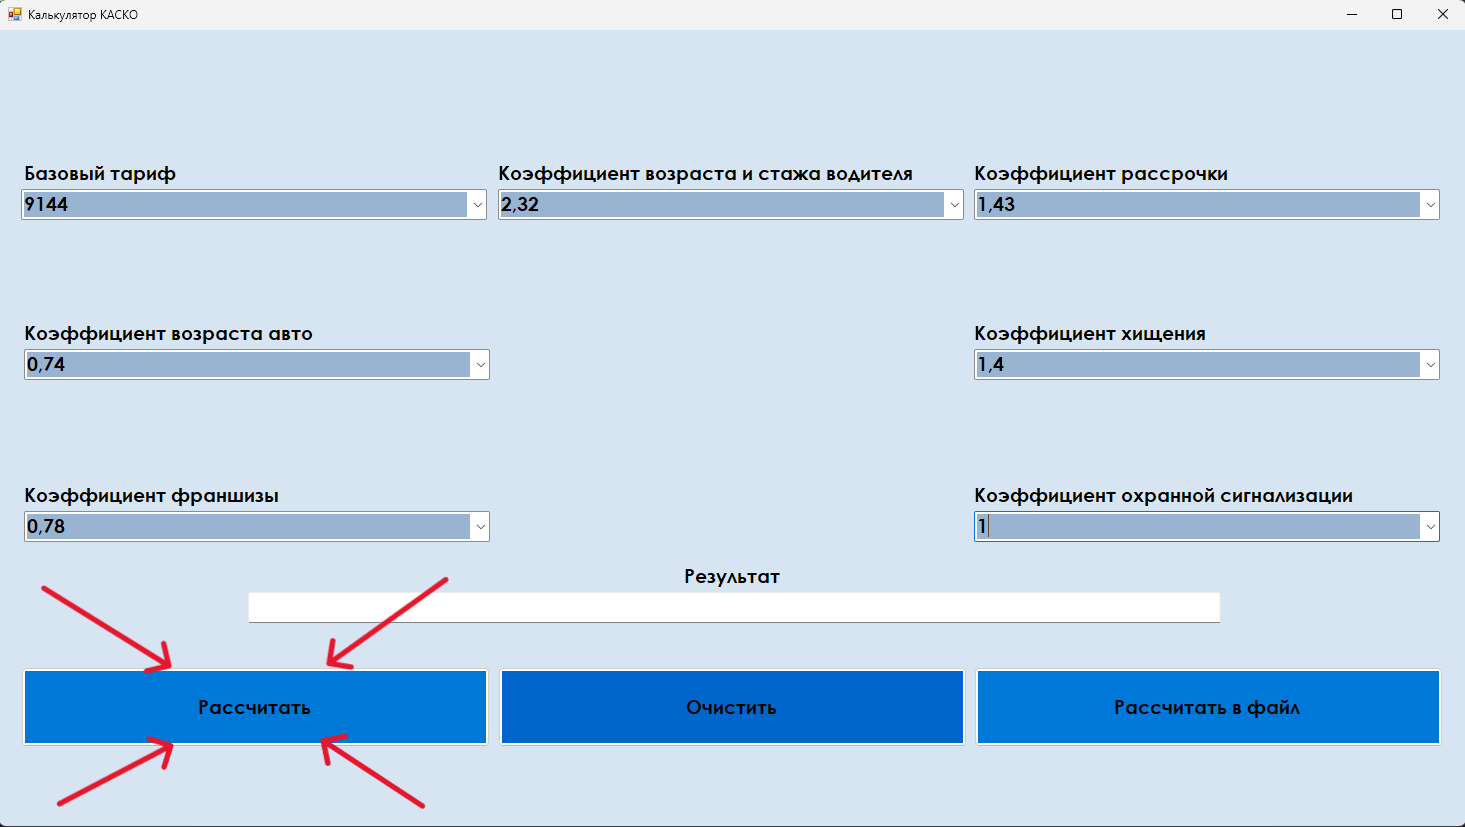 Калькулятор КАСКО
Базовый тариф
9144
Коэффициент возраста и стажа водителя
2,32
Коэффициент рассрочки
1,43
Коэффициент возраста авто
0,74
Коэффициент хищения
1,4
Коэффициент франшизы
0,78
Коэффициент охранной сигнализации
1
Результат
Рассчитать
Очистить
Рассчитать в файл